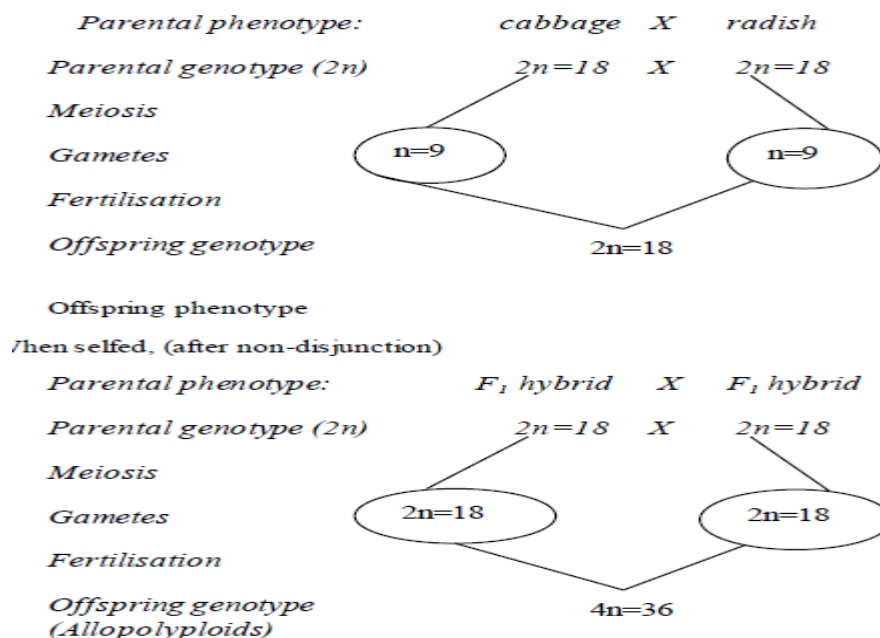 Parental phenotype: cabbage X radish
Parental genotype (2n) 2n=18 X 2n=18
Meiosis
Gametes n=9 n=9
Fertilisation
Offspring genotype 2n=18
Offspring phenotype
hen selfed, (after non-disjunction)
Parental phenotype: F₁ hybrid X F₁ hybrid
Parental genotype (2n) 2n=18 X 2n=18
Meiosis
Gametes 2n=18 2n=18
Fertilisation
Offspring genotype 4n=36
(Allopolyploids)